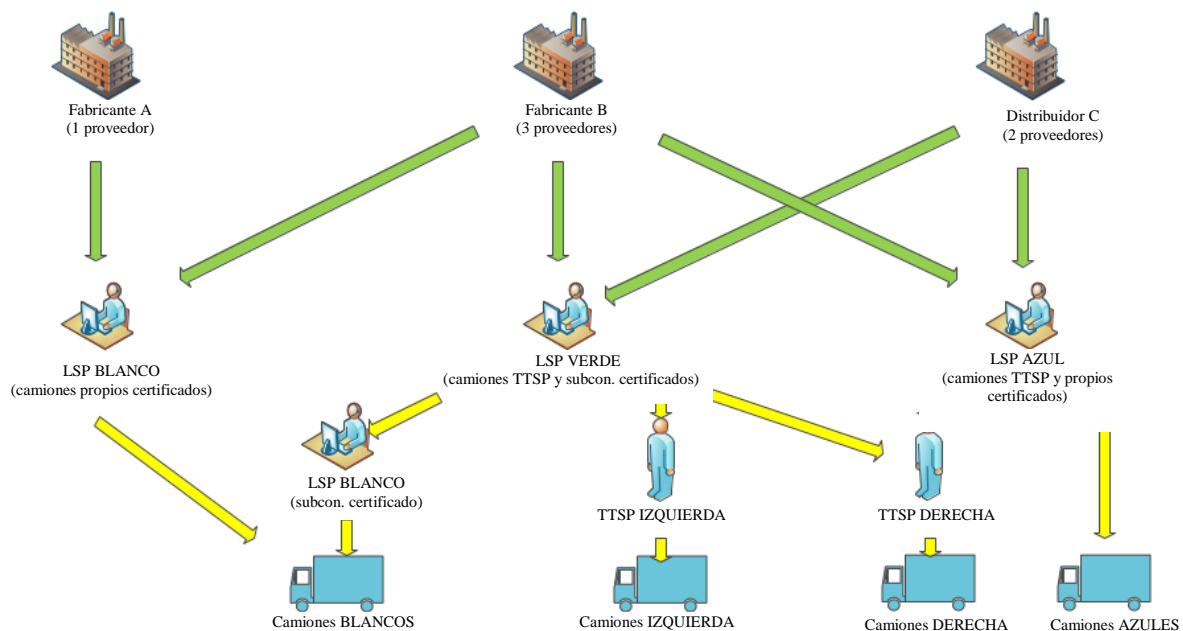 Fabricante A
(1 proveedor)
Fabricante B
(3 proveedores)
Distribuidor C
(2 proveedores)
LSP BLANCO
(camiones propios certificados)
LSP VERDE
(camiones TTSP y subcon. certificados)
LSP AZUL
(camiones TTSP y propios
certificados)
LSP BLANCO
(subcon. certificado)
TTSP IZQUIERDA
TTSP DERECHA
Camiones BLANCOS
Camiones IZQUIERDA
Camiones DERECHA
Camiones AZULES